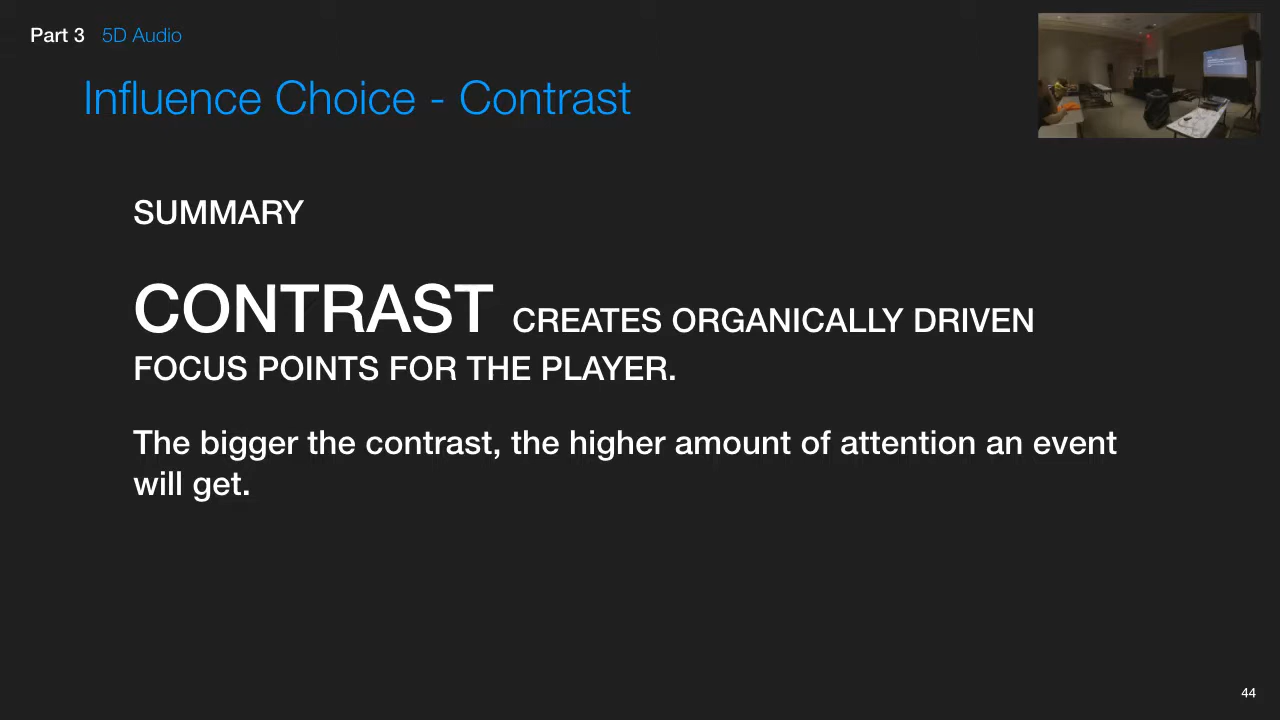 Part 3 5D Audio
Influence Choice - Contrast
SUMMARY
CONTRAST CREATES ORGANICALLY DRIVEN
FOCUS POINTS FOR THE PLAYER.
The bigger the contrast, the higher amount of attention an event
will get.
44